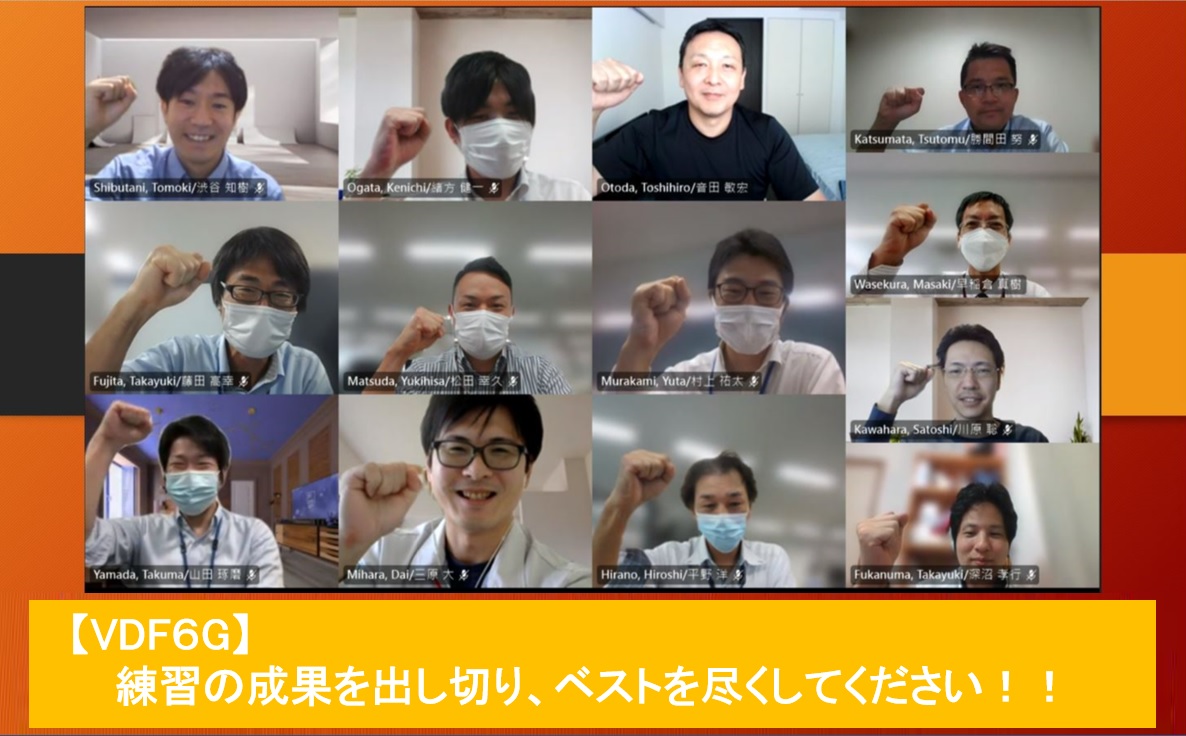 Shibutani, Tomoki/渋谷 知樹
Ogata, Kenichi/緒方 健一
Otoda, Toshihiro/音田 敏宏
Katsumata, Tsutomu/勝間田 努
Wasekura, Masaki/早稲倉 真樹
Fujita, Takayuki/藤田 高幸
Matsuda, Yukihisa/松田 幸久
Murakami, Yuta/村上 祐太
Kawahara, Satoshi/川原 聡
Yamada, Takuma/山田 琢磨
Mihara, Dai/三原 大
Hirano, Hiroshi/平野 洋
Fukanuma, Takayuki/深沼 孝行
【VDF6G】
練習の成果を出し切り、ベストを尽くしてください！！